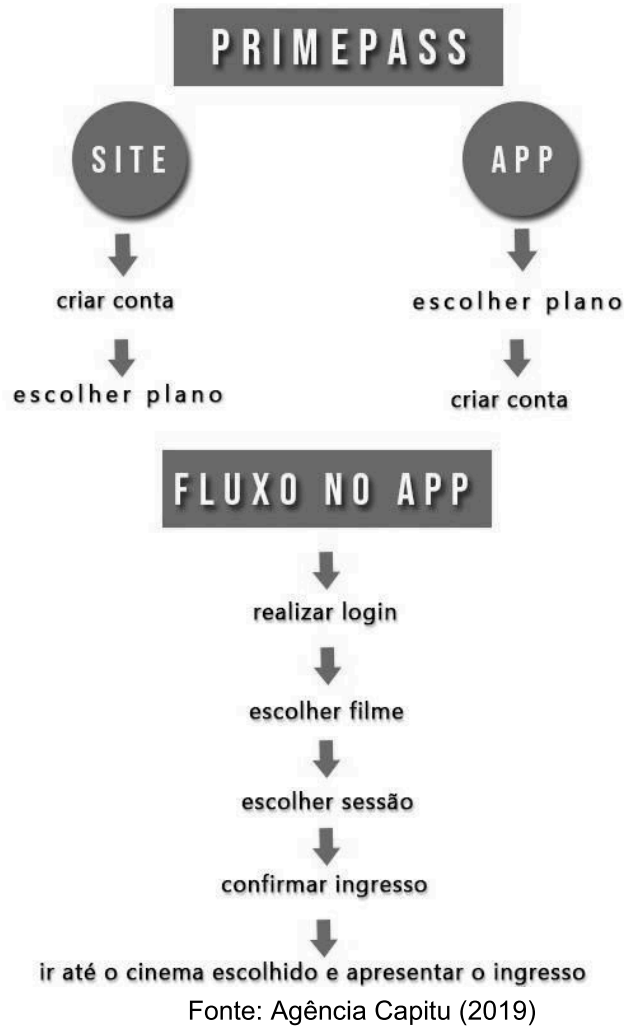 PRIMEPASS
SITE
criar conta
escolher plano
APP
escolher plano
criar conta
FLUXO NO APP
realizar login
escolher filme
escolher sessão
confirmar ingresso
ir até o cinema escolhido e apresentar o ingresso
Fonte: Agência Capitu (2019)